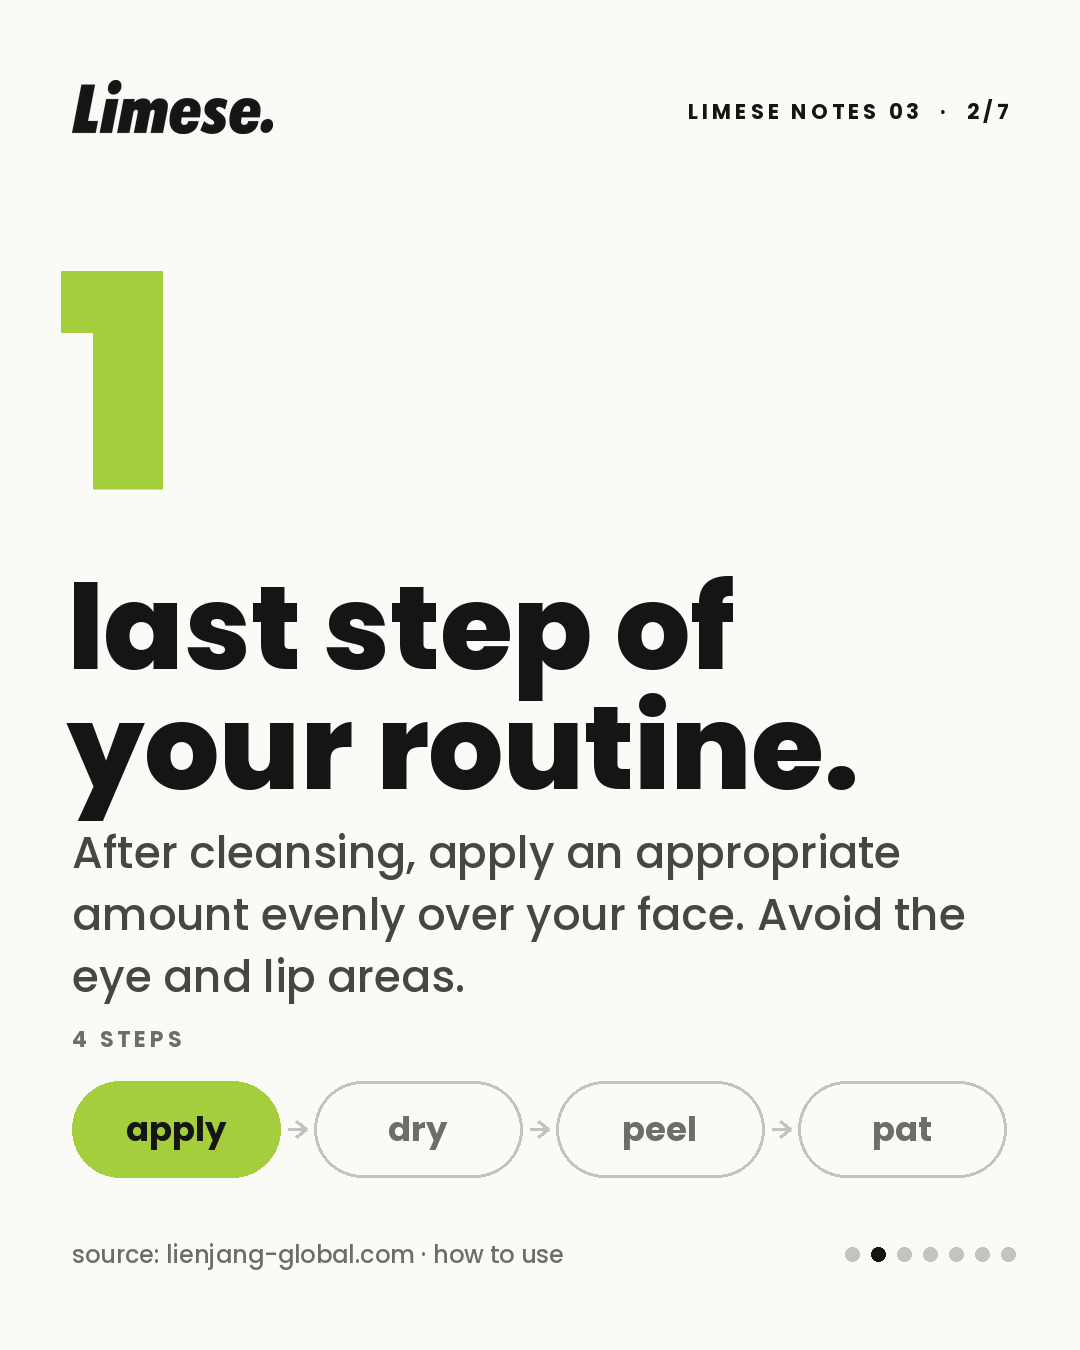 Limese.
LIMESE NOTES 03 · 2/7
1
last step of
your routine.
After cleansing, apply an appropriate
amount evenly over your face. Avoid the
eye and lip areas.
4 STEPS
apply → dry → peel → pat
source: lienjang-global.com · how to use